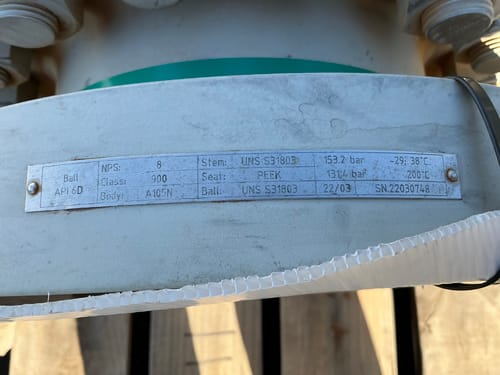 Ball API 6D
NPS: 8 Stem: UNS S31803 153.2 bar -29; 38°C
Class: 900 Seat: PEEK 131.4 bar 200°C
Body: A105N Ball: UNS S31803 22/03 SN.22030748